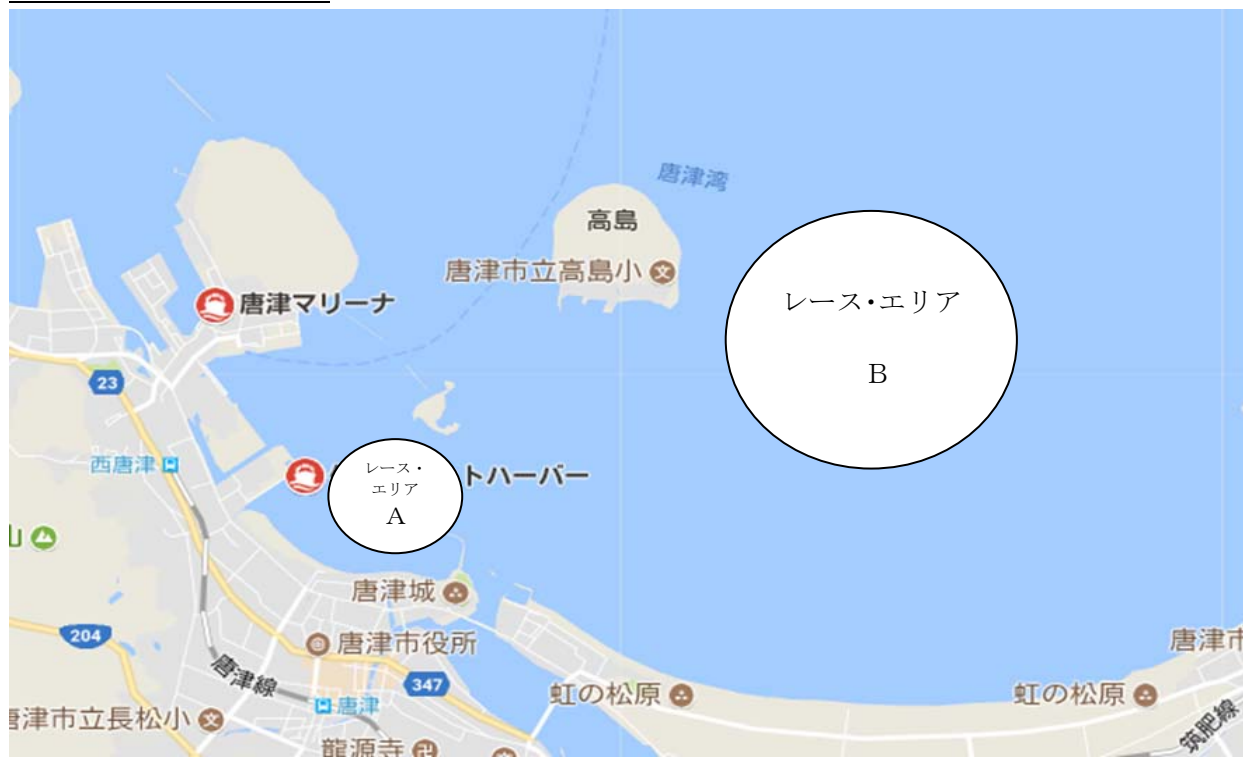 唐津湾
高島
唐津市立高島小
レース・エリア
B
唐津マリーナ
23
西唐津
レース・
エリア
A
トハーバー
山
唐津城
204
唐津市役所
唐津市
唐津線
347
虹の松原
虹の松原
唐津
津市立長松小
龍源寺
筑肥線